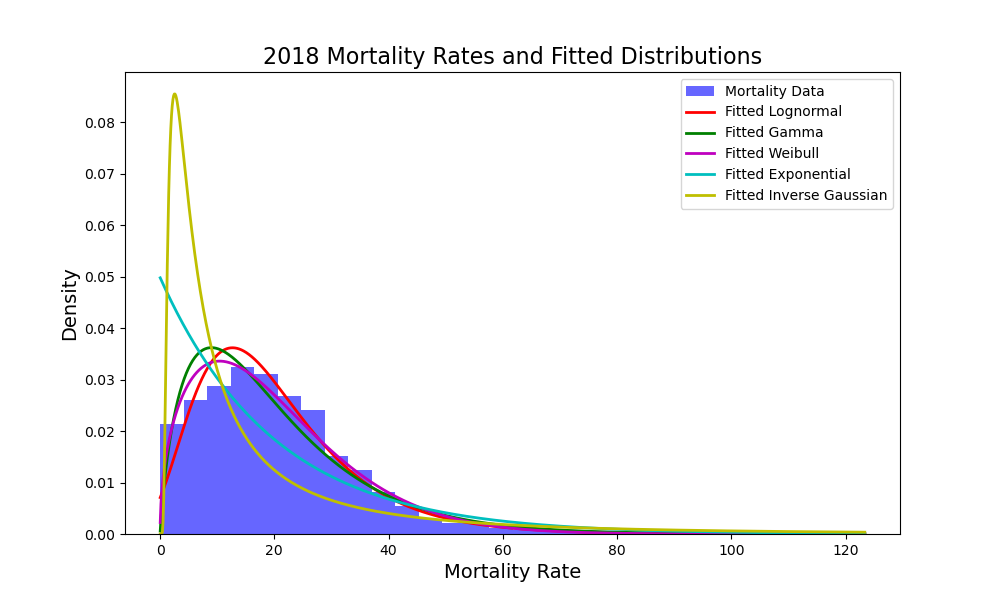 2018 Mortality Rates and Fitted Distributions
Mortality Data
Fitted Lognormal
Fitted Gamma
Fitted Weibull
Fitted Exponential
Fitted Inverse Gaussian
Density
0.08
0.07
0.06
0.05
0.04
0.03
0.02
0.01
0.00
0 20 40 60 80 100 120
Mortality Rate